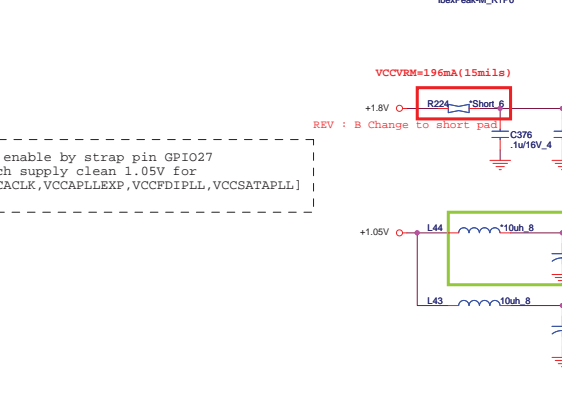 IbexPeak-M_R1P0
VCCVRM=196mA(15mils)
+1.8V
R224
*Short_6
REV : B Change to short pad
C376
.1u/16V_4
enable by strap pin GPIO27
ch supply clean 1.05V for
CACLK,VCCAPLLEXP,VCCFDIPLL,VCCSATAPLL]
+1.05V
L44
*10uh_8
L43
10uh_8